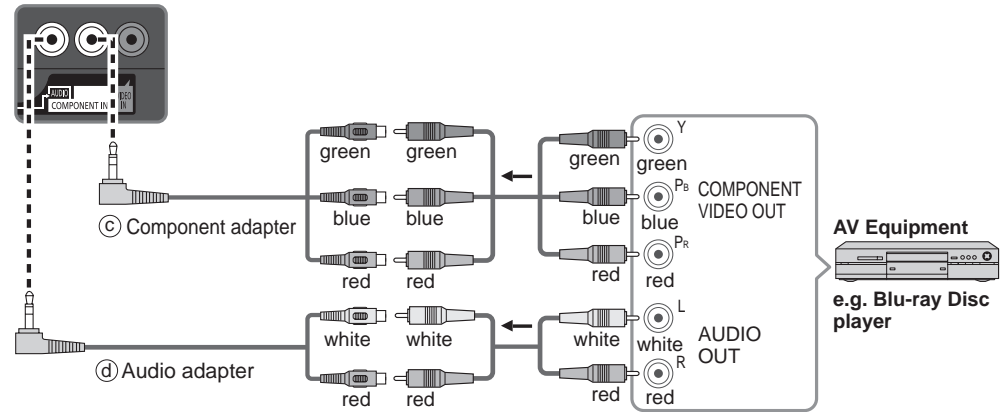 AUDIO
COMPONENT IN
VIDEO
IN
green
green
green
Y
green
blue
blue
blue
PB
blue
red
red
red
PR
red
COMPONENT
VIDEO OUT
ⓒ Component adapter
white
white
white
L
white
red
red
red
R
red
AUDIO
OUT
ⓓ Audio adapter
AV Equipment
e.g. Blu-ray Disc
player